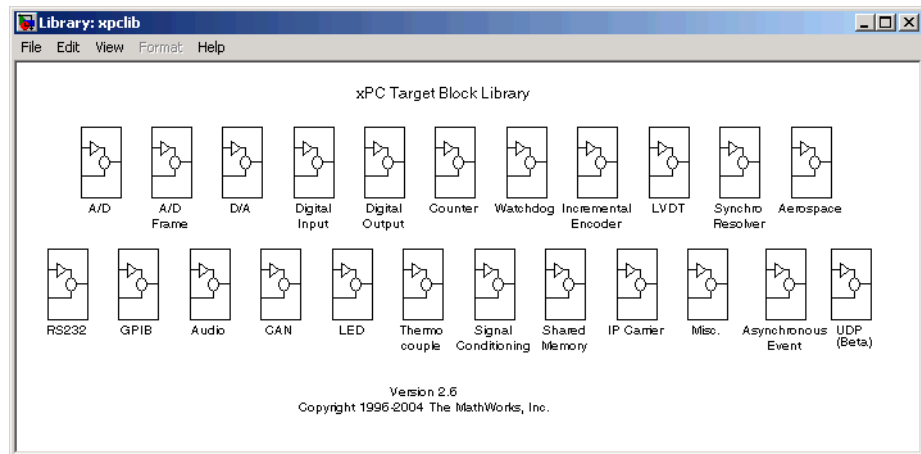 Library: xpclib
File Edit View Format Help
xPC Target Block Library
A/D A/D Frame D/A Digital Input Digital Output Counter Watchdog Incremental Encoder LVDT Synchro Resolver Aerospace
RS232 GPIB Audio CAN LED Thermo couple Signal Conditioning Shared Memory IP Carrier Misc. Asynchronous Event UDP (Beta)
Version 2.6
Copyright 1996-2004 The MathWorks, Inc.